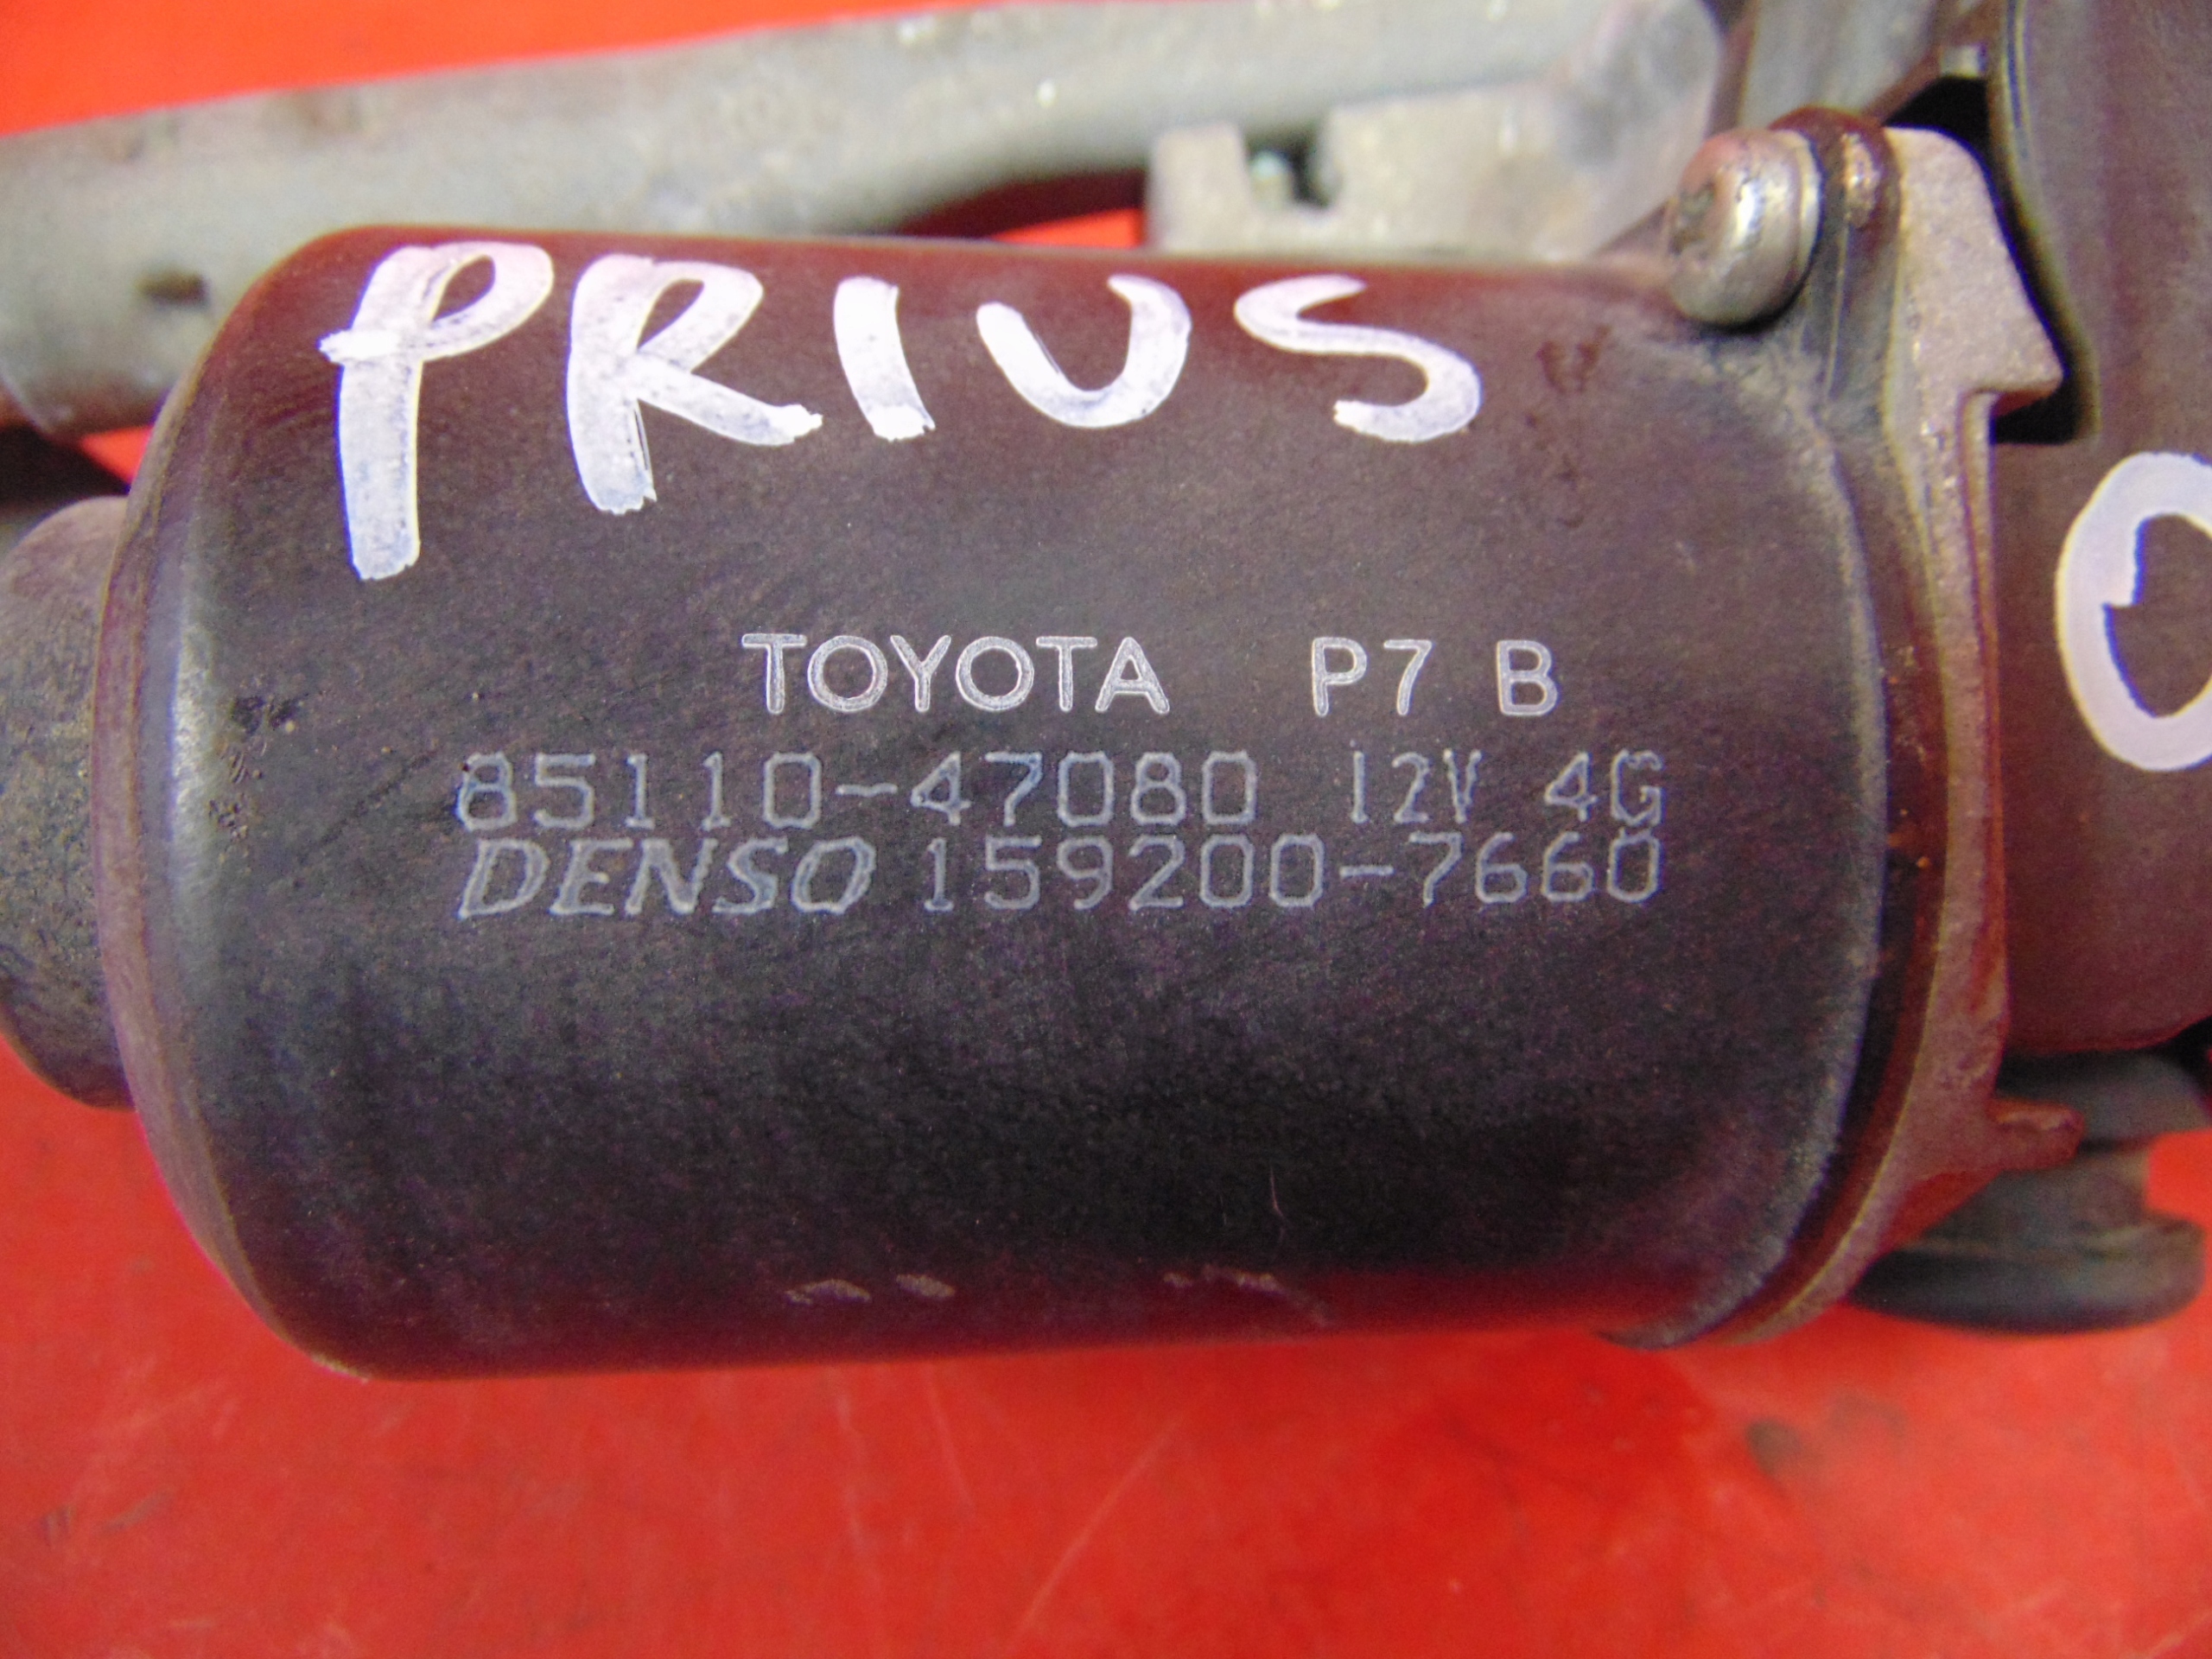 PRIUS
TOYOTA P7 B
85110-47080 12V 4G
DENSO 159200-7660